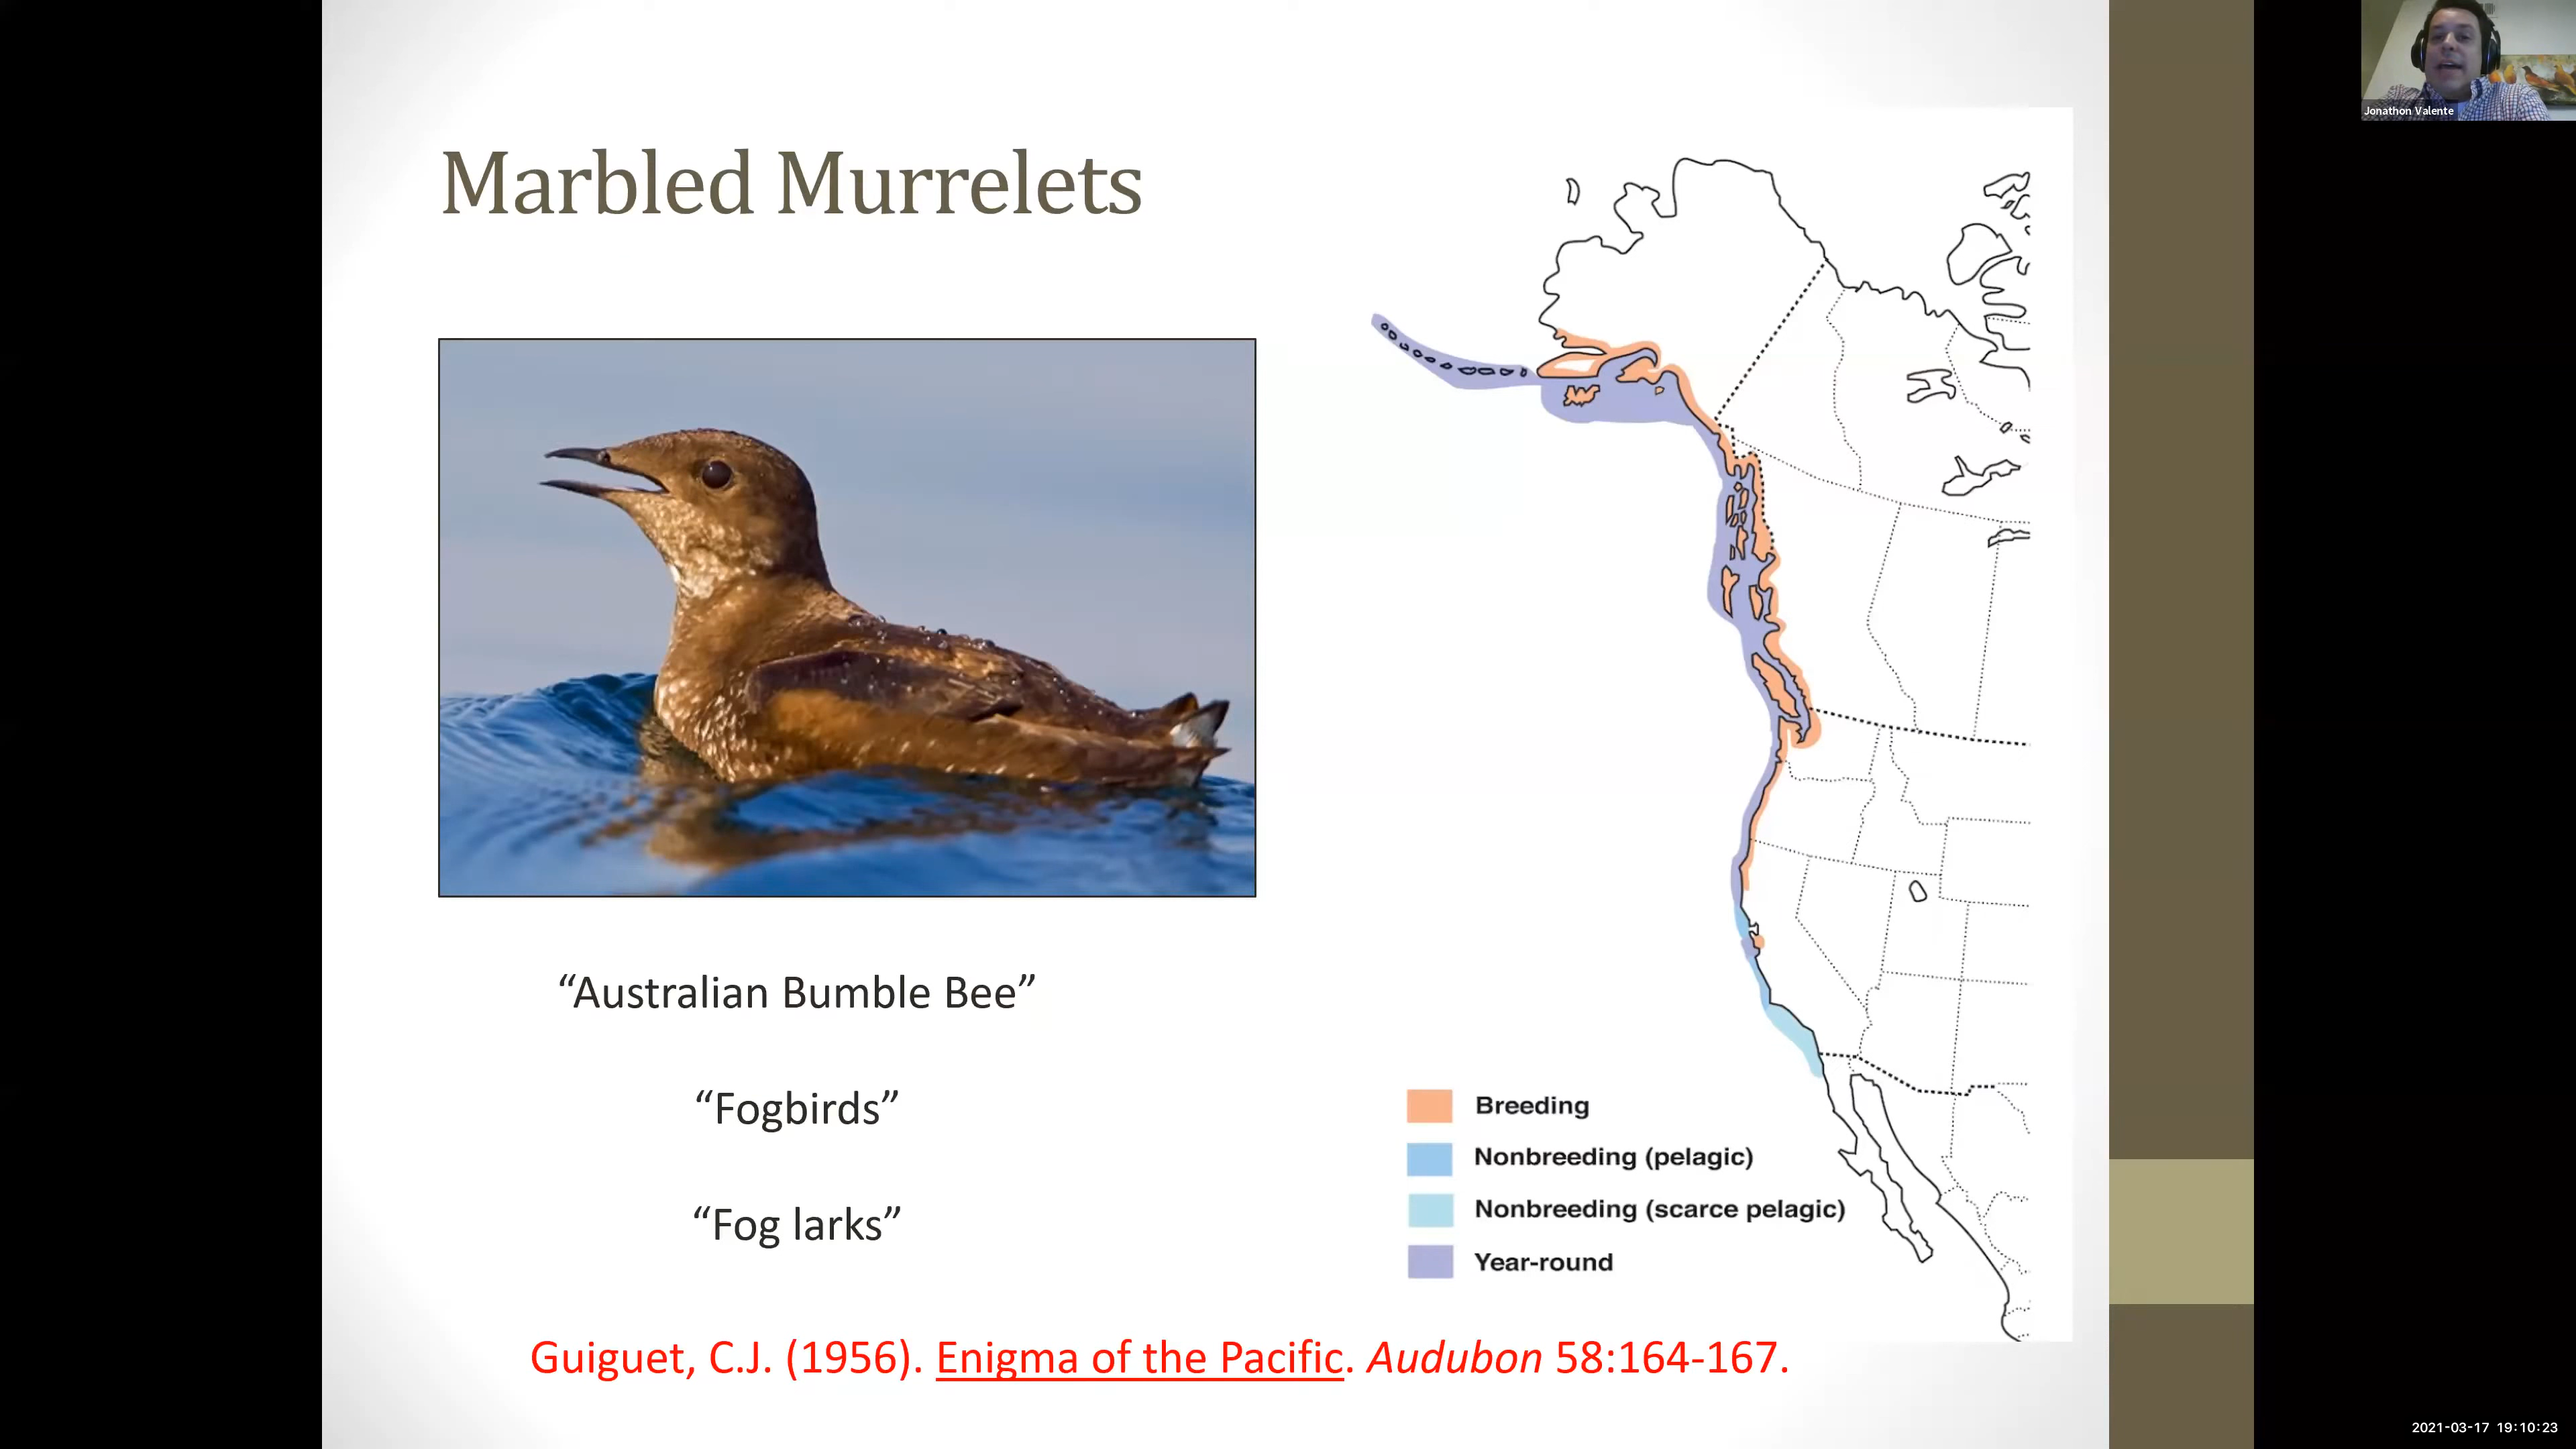 Marbled Murrelets
“Australian Bumble Bee”
“Fogbirds”
“Fog larks”
Breeding
Nonbreeding (pelagic)
Nonbreeding (scarce pelagic)
Year-round
Guiguet, C.J. (1956). Enigma of the Pacific. Audubon 58:164-167.
Jonathon Valente
2021-03-17 19:10:23